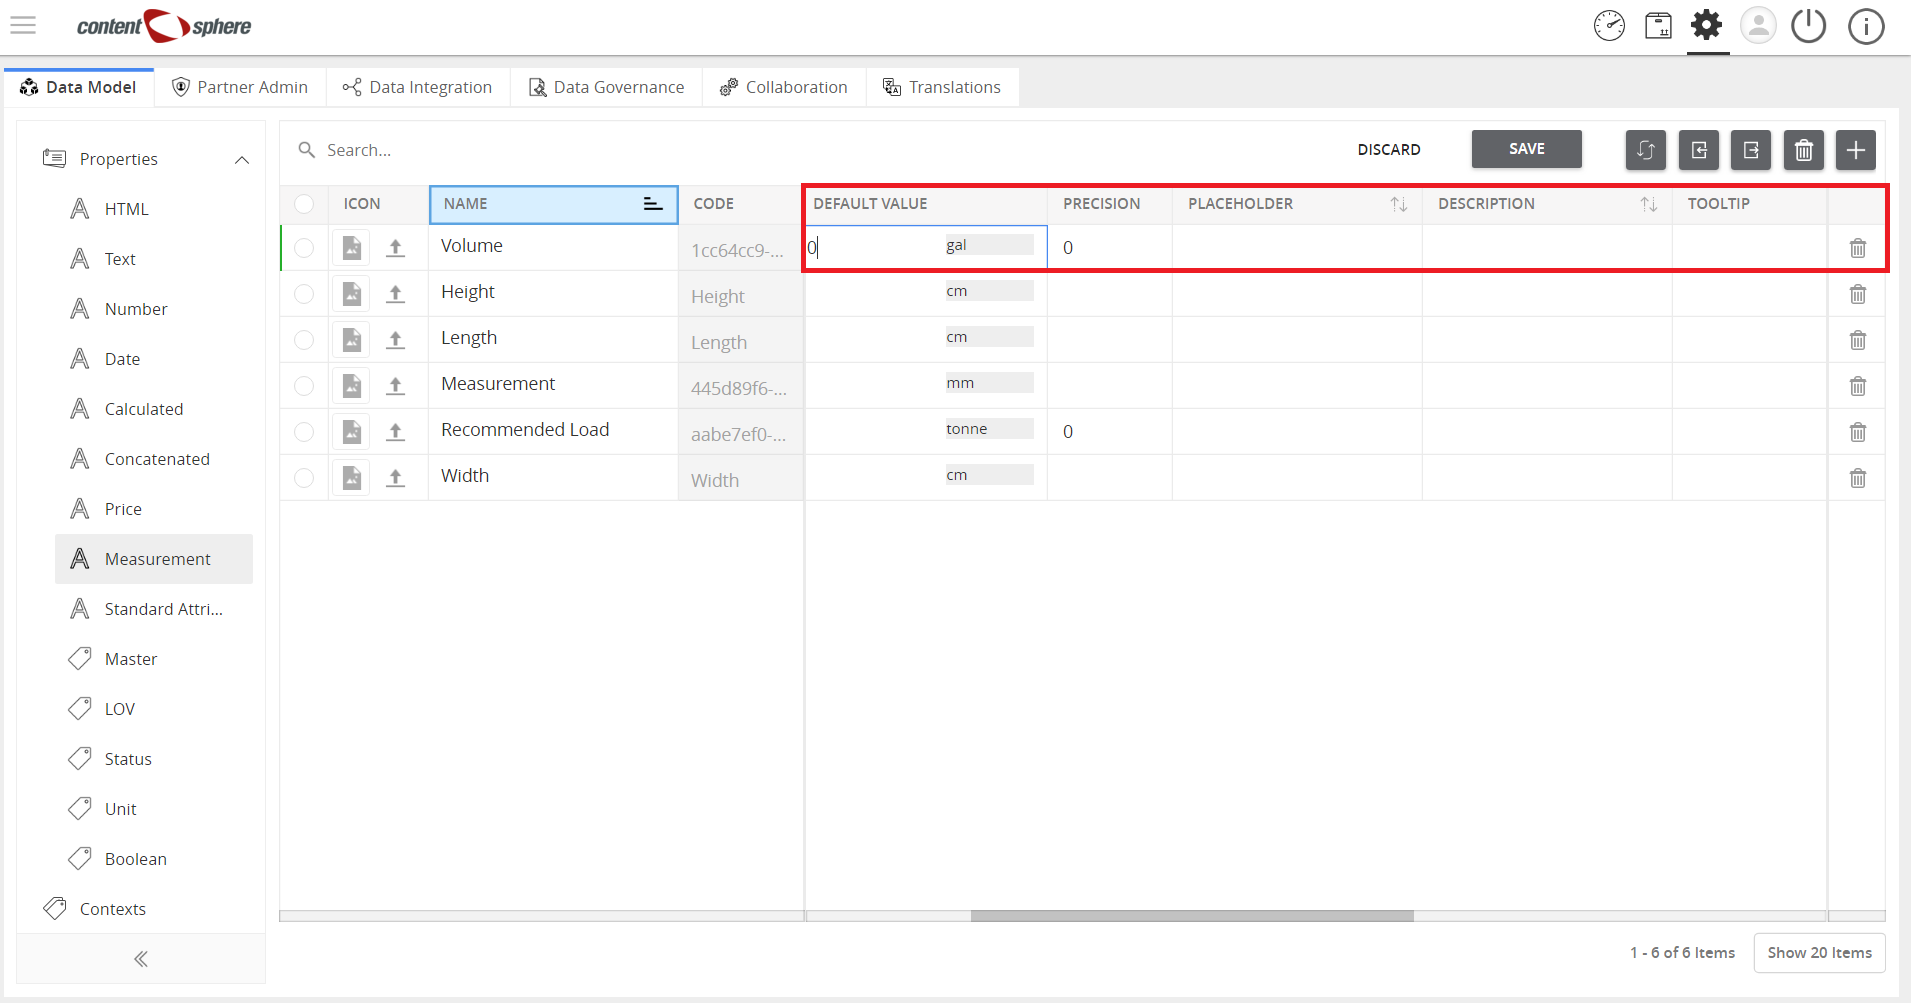 content sphere
Data Model Partner Admin Data Integration Data Governance Collaboration Translations
Properties
HTML
Text
Number
Date
Calculated
Concatenated
Price
Measurement
Standard Attri...
Master
LOV
Status
Unit
Boolean
Contexts
Search... DISCARD SAVE
ICON NAME CODE DEFAULT VALUE PRECISION PLACEHOLDER DESCRIPTION TOOLTIP
Volume 1cc64cc9-... 0 gal 0
Height Height cm
Length Length cm
Measurement 445d89f6-... mm
Recommended Load aabe7ef0-... tonne 0
Width Width cm
1 - 6 of 6 Items Show 20 Items